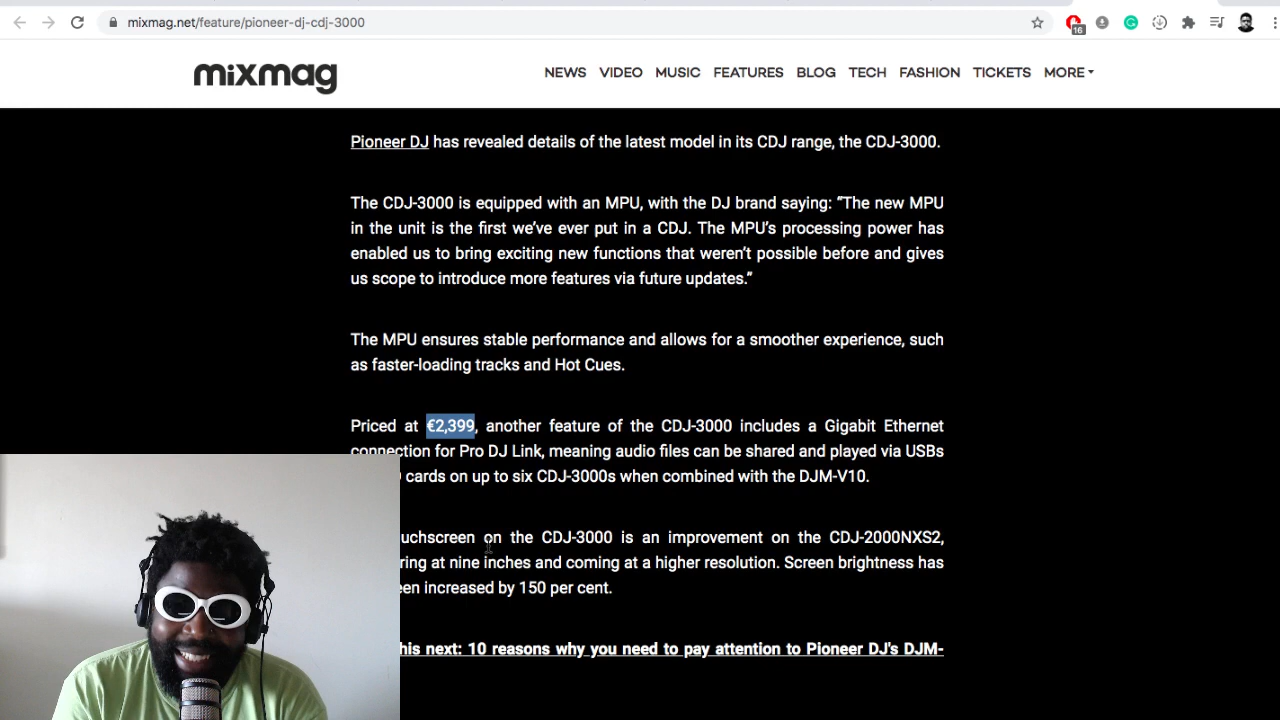 mixmag.net/feature/pioneer-dj-cdj-3000
16
mixmag
NEWS VIDEO MUSIC FEATURES BLOG TECH FASHION TICKETS MORE
Pioneer DJ has revealed details of the latest model in its CDJ range, the CDJ-3000.
The CDJ-3000 is equipped with an MPU, with the DJ brand saying: “The new MPU
in the unit is the first we’ve ever put in a CDJ. The MPU’s processing power has
enabled us to bring exciting new functions that weren’t possible before and gives
us scope to introduce more features via future updates.”
The MPU ensures stable performance and allows for a smoother experience, such
as faster-loading tracks and Hot Cues.
Priced at €2,399, another feature of the CDJ-3000 includes a Gigabit Ethernet
connection for Pro DJ Link, meaning audio files can be shared and played via USBs
cards on up to six CDJ-3000s when combined with the DJM-V10.
uchscreen on the CDJ-3000 is an improvement on the CDJ-2000NXS2,
ring at nine inches and coming at a higher resolution. Screen brightness has
een increased by 150 per cent.
his next: 10 reasons why you need to pay attention to Pioneer DJ's DJM-